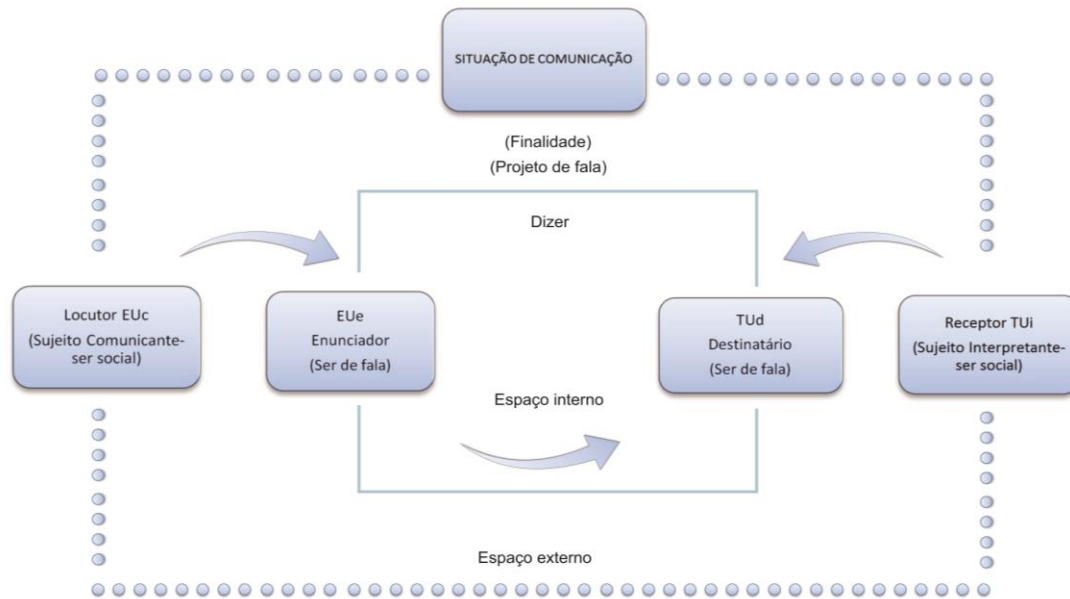 SITUAÇÃO DE COMUNICAÇÃO
(Finalidade)
(Projeto de fala)
Dizer
Locutor EUc
(Sujeito Comunicante-
ser social)
EUe
Enunciador
(Ser de fala)
TUd
Destinatário
(Ser de fala)
Receptor TUi
(Sujeito Interpretante-
ser social)
Espaço interno
Espaço externo